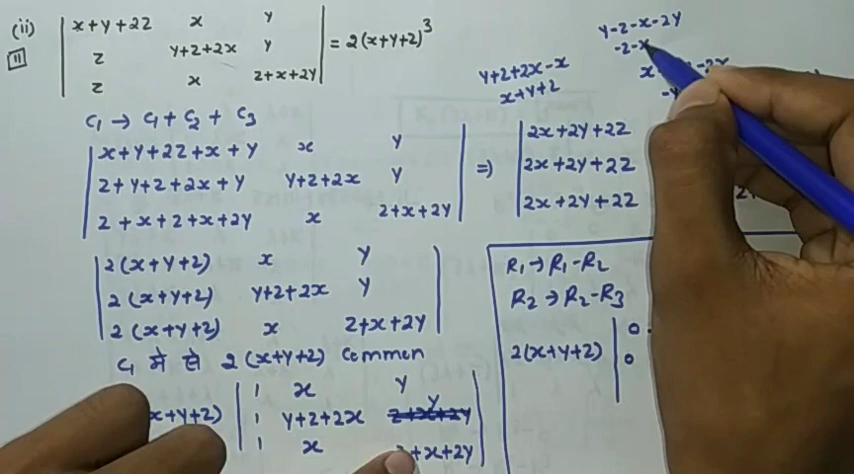 (ii) | x+y+2z x y |
| z y+z+2x y | = 2(x+y+z)³
11 | z x z+x+2y |
C₁ → C₁ + C₂ + C₃
| x+y+2z+x+y x y |
| z+y+z+2x+y y+z+2x y |
| z+x+z+x+2y x z+x+2y |
| 2(x+y+z) x y |
| 2(x+y+z) y+z+2x y |
| 2(x+y+z) x z+x+2y |
C₁ में से 2(x+y+z) Common
| 1 x y |
x+y+z) | 1 y+z+2x y |
| 1 x +x+2y |
y+z+2x-x
x+y+z
y-z-x-2y
-z-x
=) | 2x+2y+2z
| 2x+2y+2z
| 2x+2y+2z
R₁→R₁-R₂
R₂→R₂-R₃
2(x+y+z) | 0
| 0